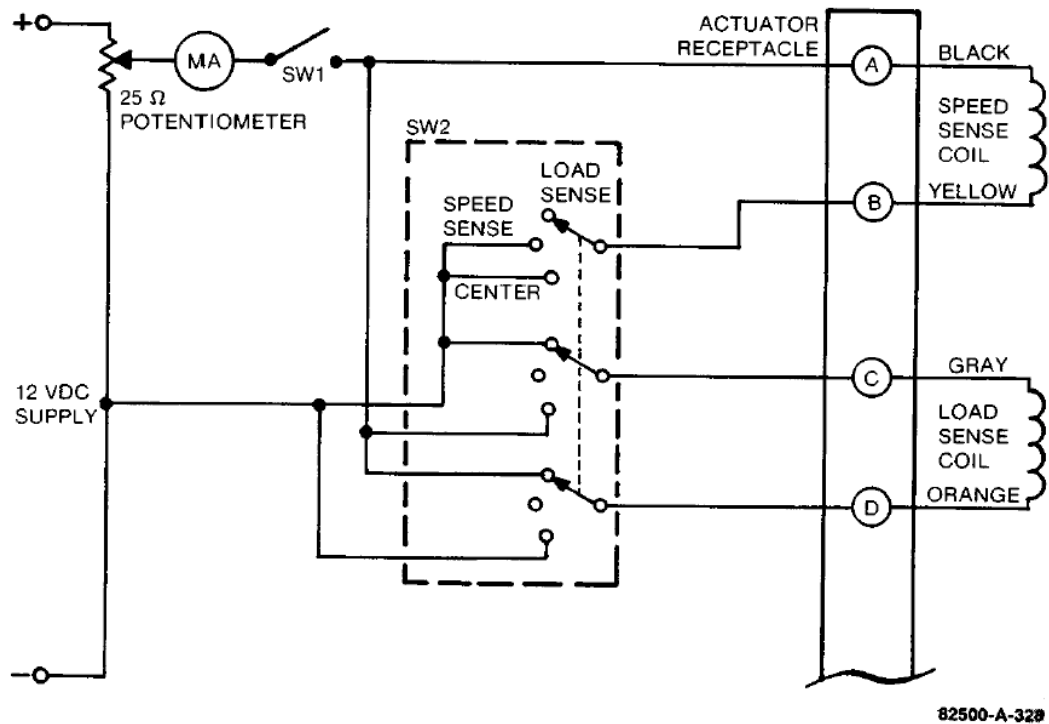 +
MA
SW1
25 Ω
POTENTIOMETER
ACTUATOR
RECEPTACLE
A
BLACK
SPEED
SENSE
COIL
YELLOW
B
SW2
LOAD
SENSE
SPEED
SENSE
CENTER
12 VDC
SUPPLY
C
GRAY
LOAD
SENSE
COIL
ORANGE
D
–
82500-A-328